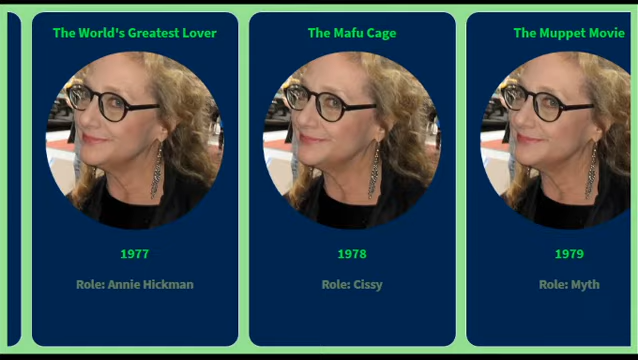 The World's Greatest Lover
1977
Role: Annie Hickman
The Mafu Cage
1978
Role: Cissy
The Muppet Movie
1979
Role: Myth